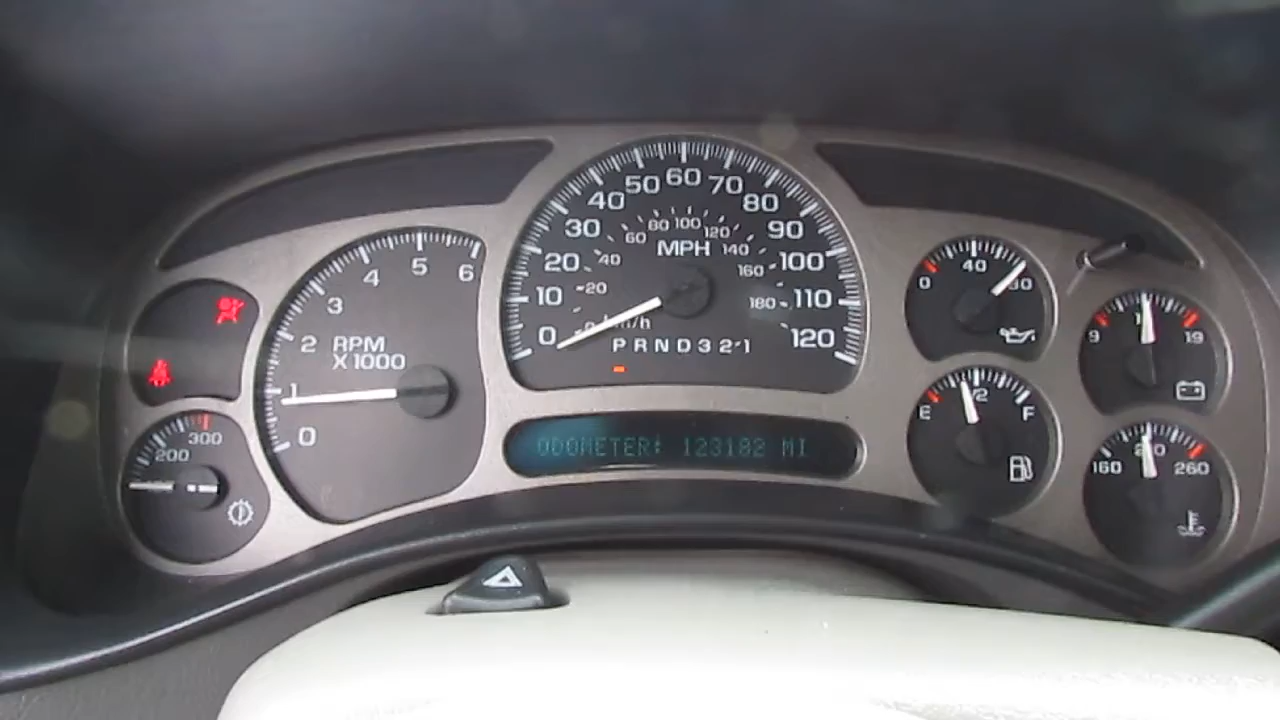 0 1 2 3 4 5 6
RPM
X1000
200 300
0 10 20 30 40 50 60 70 80 90 100 110 120
20 40 60 80 100 120 140 160 180
MPH
P R N D 3 2 1
ODOMETER: 123182 MI
0 40 80
9 19
E F
160 260